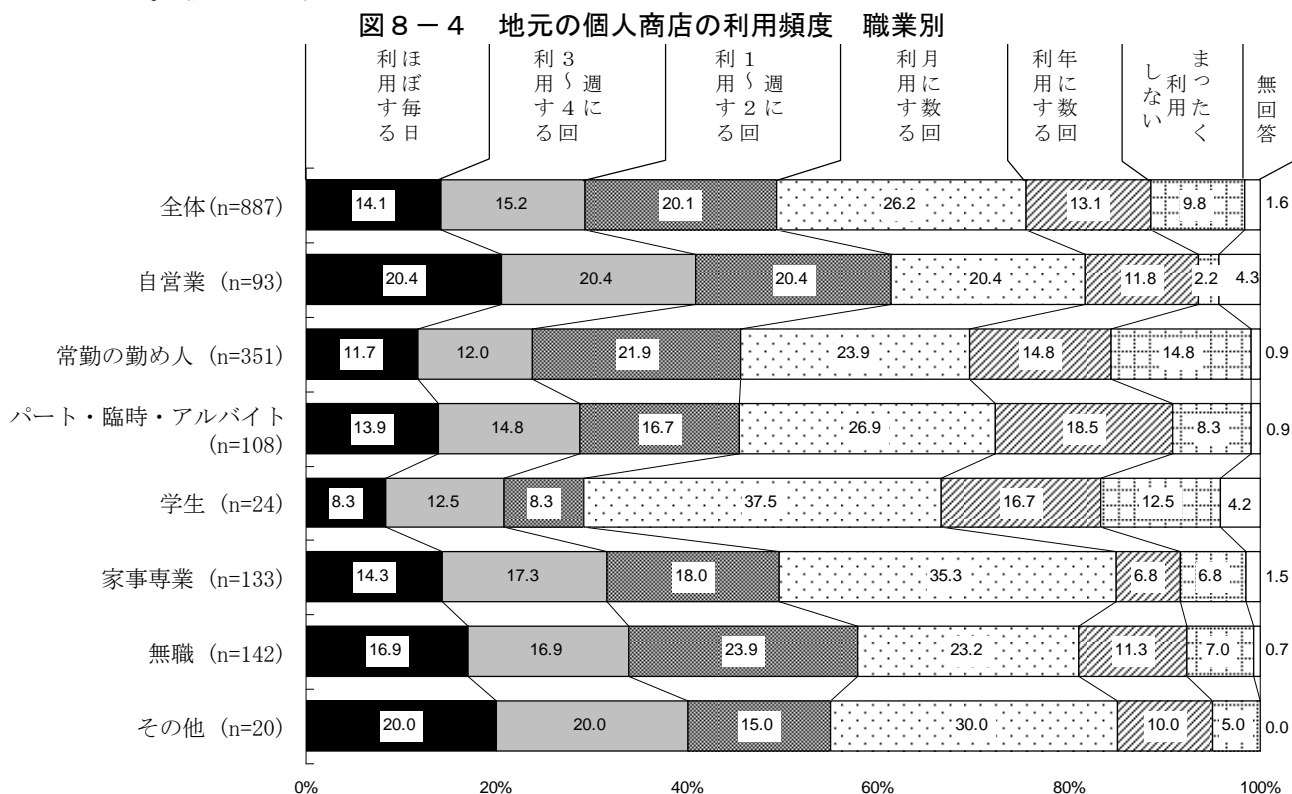 図８－４　地元の個人商店の利用頻度　職業別
ほぼ毎日
利用する
週に
３～４回
利用する
週に
１～２回
利用する
月に数回
利用する
年に数回
利用する
まったく
利用
しない
無回答
全体(n=887)
14.1 15.2 20.1 26.2 13.1 9.8 1.6
自営業 (n=93)
20.4 20.4 20.4 20.4 11.8 2.2 4.3
常勤の勤め人 (n=351)
11.7 12.0 21.9 23.9 14.8 14.8 0.9
パート・臨時・アルバイト
(n=108)
13.9 14.8 16.7 26.9 18.5 8.3 0.9
学生 (n=24)
8.3 12.5 8.3 37.5 16.7 12.5 4.2
家事専業 (n=133)
14.3 17.3 18.0 35.3 6.8 6.8 1.5
無職 (n=142)
16.9 16.9 23.9 23.2 11.3 7.0 0.7
その他 (n=20)
20.0 20.0 15.0 30.0 10.0 5.0 0.0
0% 20% 40% 60% 80% 100%